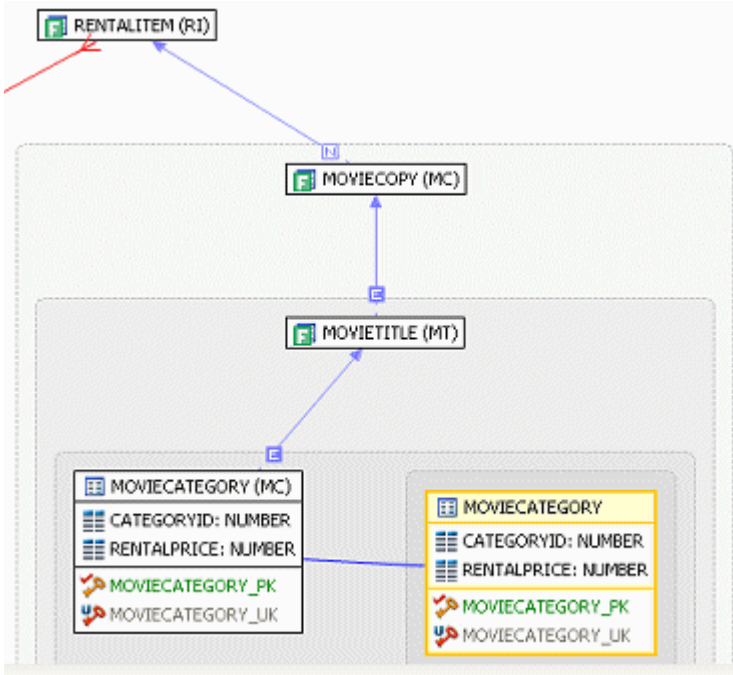 RENTALITEM (RI)
N
MOVIECOPY (MC)
E
MOVIETITLE (MT)
E
MOVIECATEGORY (MC)
CATEGORYID: NUMBER
RENTALPRICE: NUMBER
MOVIECATEGORY_PK
MOVIECATEGORY_UK
MOVIECATEGORY
CATEGORYID: NUMBER
RENTALPRICE: NUMBER
MOVIECATEGORY_PK
MOVIECATEGORY_UK